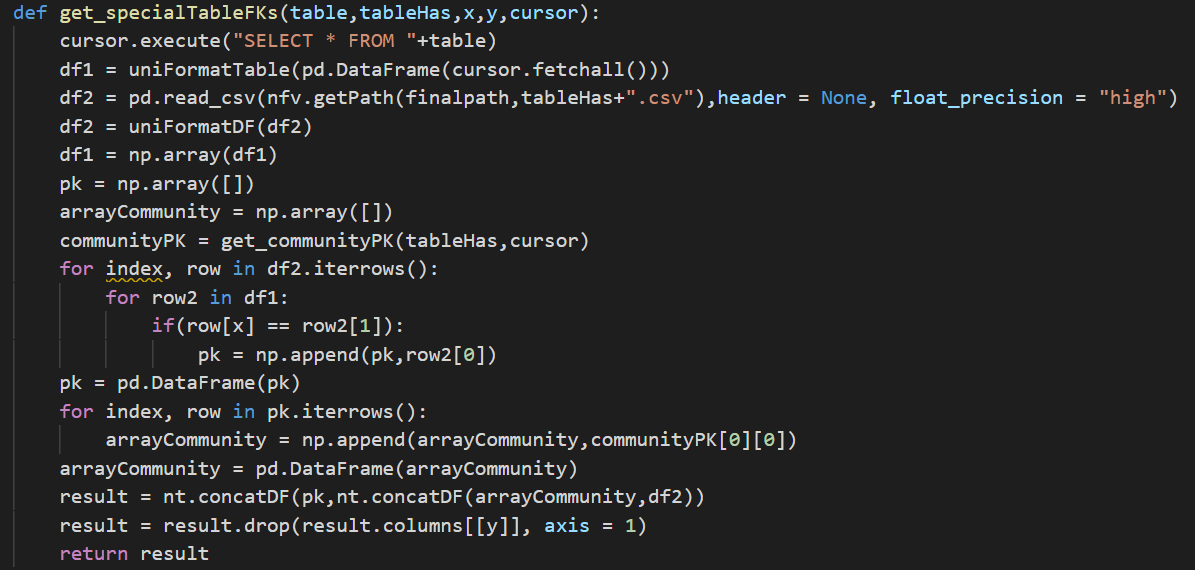 def get_specialTableFKs(table,tableHas,x,y,cursor):
    cursor.execute("SELECT * FROM "+table)
    df1 = uniFormatTable(pd.DataFrame(cursor.fetchall()))
    df2 = pd.read_csv(nfv.getPath(finalpath,tableHas+".csv"),header = None, float_precision = "high")
    df2 = uniFormatDF(df2)
    df1 = np.array(df1)
    pk = np.array([])
    arrayCommunity = np.array([])
    communityPK = get_communityPK(tableHas,cursor)
    for index, row in df2.iterrows():
        for row2 in df1:
            if(row[x] == row2[1]):
                pk = np.append(pk,row2[0])
    pk = pd.DataFrame(pk)
    for index, row in pk.iterrows():
        arrayCommunity = np.append(arrayCommunity,communityPK[0][0])
    arrayCommunity = pd.DataFrame(arrayCommunity)
    result = nt.concatDF(pk,nt.concatDF(arrayCommunity,df2))
    result = result.drop(result.columns[[y]], axis = 1)
    return result